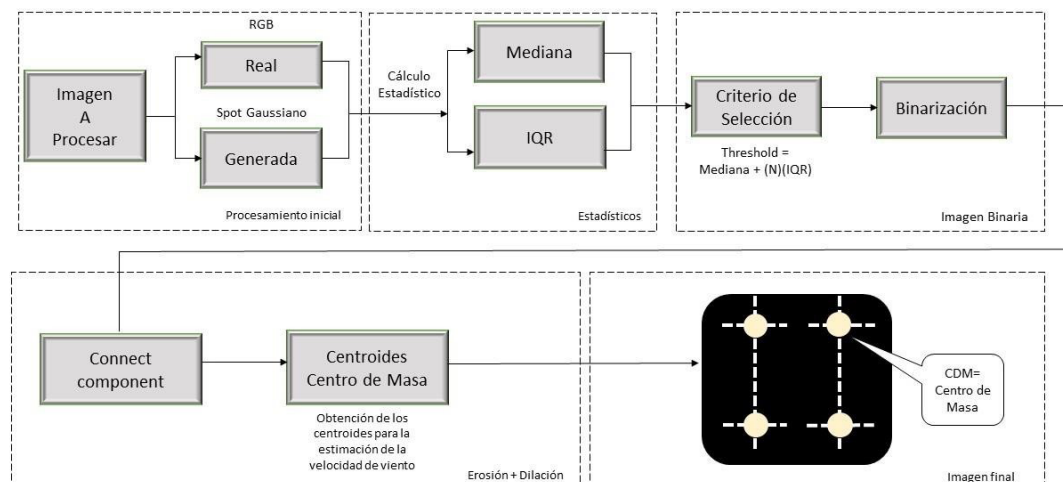 RGB
Imagen
A
Procesar
Real
Spot Gaussiano
Generada
Procesamiento inicial
Cálculo
Estadístico
Mediana
IQR
Estadísticos
Criterio de
Selección
Threshold =
Mediana + (N)(IQR)
Binarización
Imagen Binaria
Connect
component
Centroides
Centro de Masa
Obtención de los
centroides para la
estimación de la
velocidad de viento
Erosión + Dilación
CDM=
Centro de
Masa
Imagen final